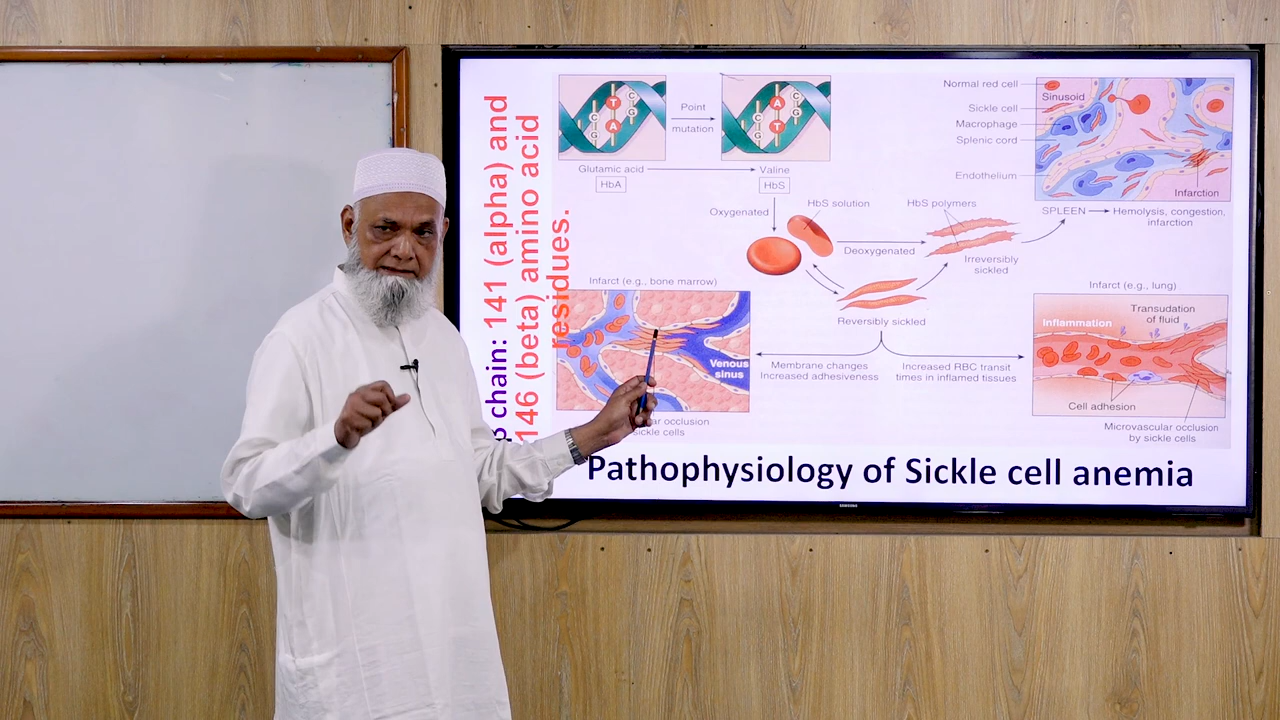 β chain: 141 (alpha) and
146 (beta) amino acid
residues.
T
A
C
G
C
G
Point
mutation
A
T
C
G
C
G
Glutamic acid
Valine
HbA
HbS
Normal red cell
Sinusoid
Sickle cell
Macrophage
Splenic cord
Endothelium
Infarction
Oxygenated
HbS solution
HbS polymers
SPLEEN
Hemolysis, congestion,
infarction
Deoxygenated
Irreversibly
sickled
Infarct (e.g., bone marrow)
Reversibly sickled
Venous
sinus
Membrane changes
Increased adhesiveness
Increased RBC transit
times in inflamed tissues
Infarct (e.g., lung)
Transudation
of fluid
Inflammation
Cell adhesion
occlusion
sickle cells
Microvascular occlusion
by sickle cells
Pathophysiology of Sickle cell anemia
SAMSUNG